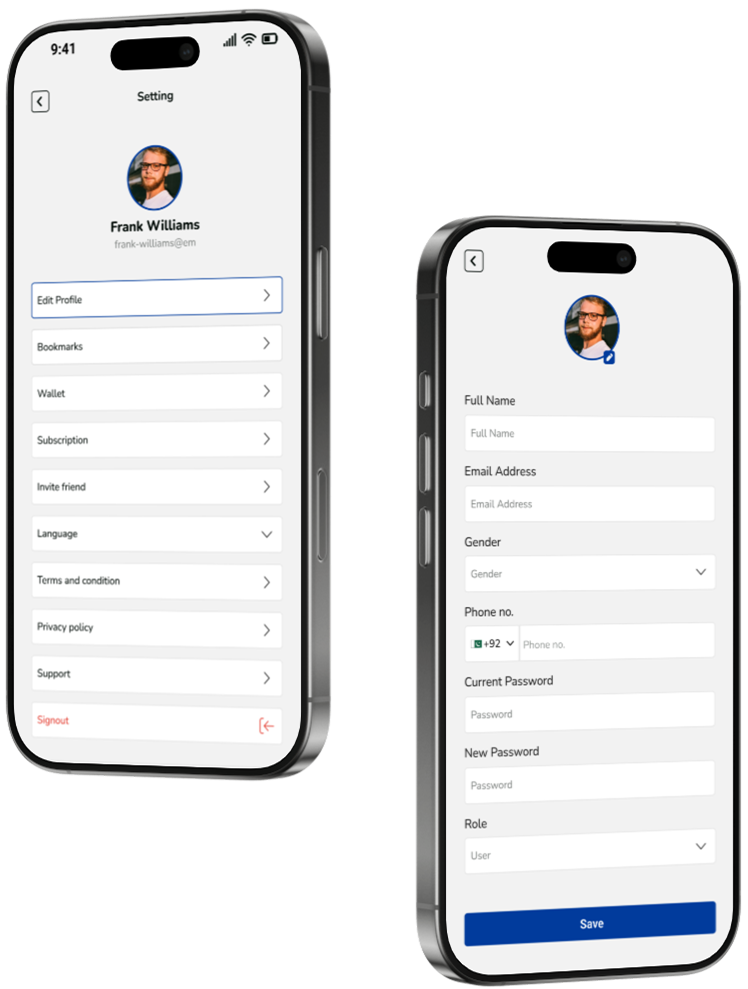 9:41
Setting
Frank Williams
frank-williams@em
Edit Profile
Bookmarks
Wallet
Subscription
Invite friend
Language
Terms and condition
Privacy policy
Support
Signout
Full Name
Full Name
Email Address
Email Address
Gender
Gender
Phone no.
+92 Phone no.
Current Password
Password
New Password
Password
Role
User
Save